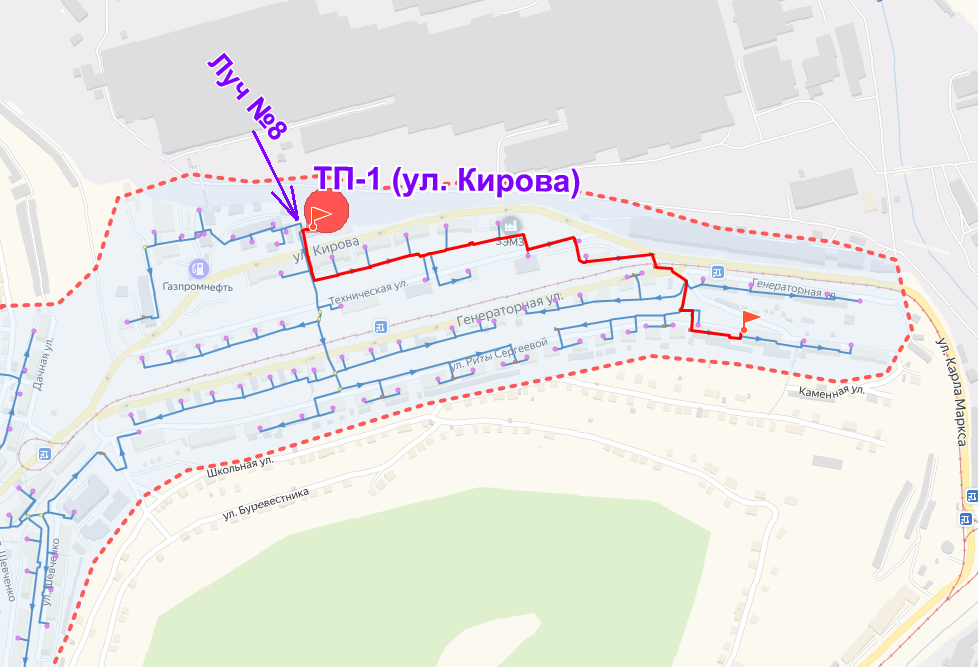 Луч №8
ТП-1 (ул. Кирова)
ул. Кирова
ЗЭМЗ
Газпромнефть
Техническая ул.
Генераторная ул.
Генераторная ул.
ул. Риты Сергеевой
Дачная ул.
Каменная ул.
ул. Карла Маркса
Школьная ул.
ул. Буревестника
ул. Шевченко
Шевченко